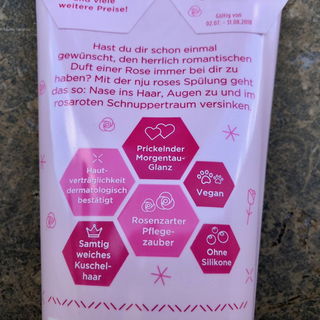 und viele
weitere Preise!
Gültig von
02.07. - 31.08.2018
Hast du dir schon einmal
gewünscht, den herrlich romantischen
Duft einer Rose immer bei dir zu
haben? Mit der nju roses Spülung geht
das so: Nase ins Haar, Augen zu und im
rosaroten Schnuppertraum versinken.
Prickelnder
Morgentau-
Glanz
Haut-
verträglichkeit
dermatologisch
bestätigt
Vegan
Rosenzarter
Pflege-
zauber
Samtig
weiches
Kuschel-
haar
Ohne
Silikone